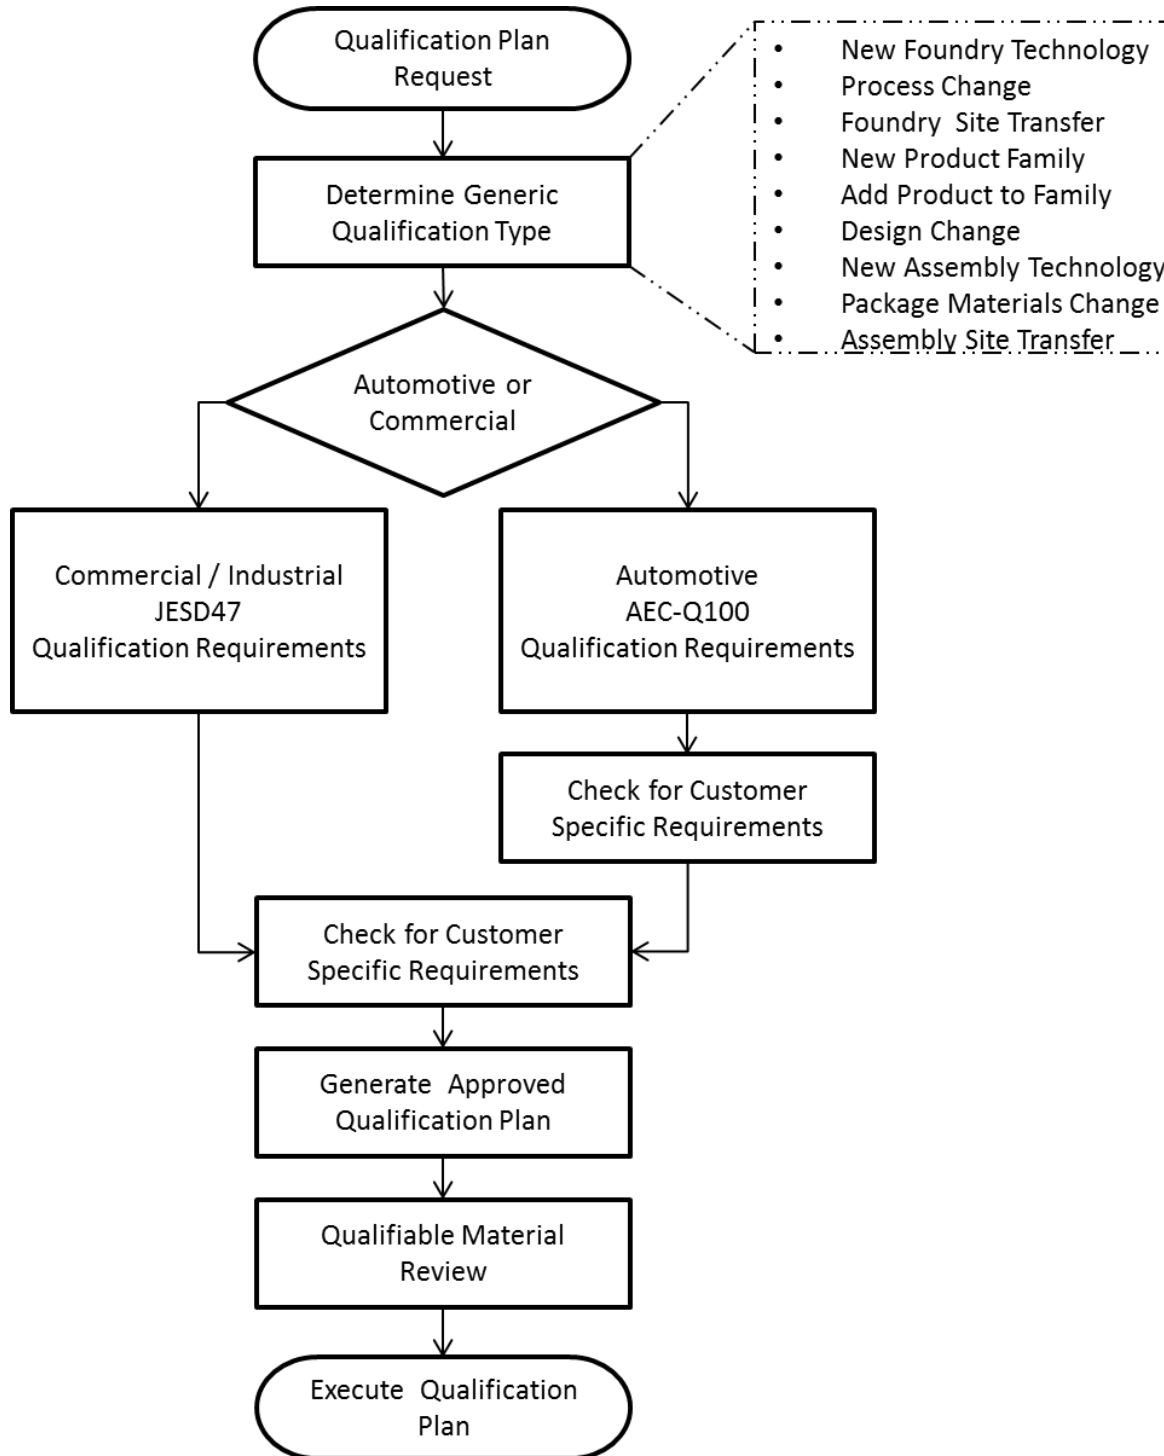 Qualification Plan
Request
• New Foundry Technology
• Process Change
• Foundry Site Transfer
• New Product Family
• Add Product to Family
• Design Change
• New Assembly Technology
• Package Materials Change
• Assembly Site Transfer
Determine Generic
Qualification Type
Automotive or
Commercial
Commercial / Industrial
JESD47
Qualification Requirements
Automotive
AEC-Q100
Qualification Requirements
Check for Customer
Specific Requirements
Check for Customer
Specific Requirements
Generate Approved
Qualification Plan
Qualifiable Material
Review
Execute Qualification
Plan